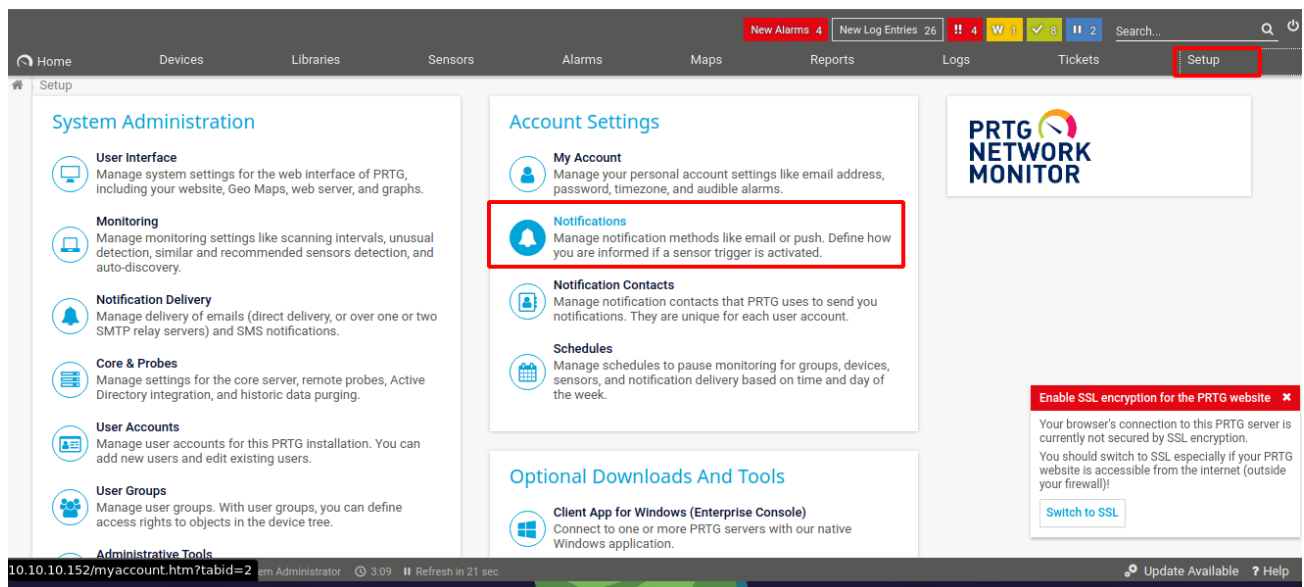 New Alarms 4 New Log Entries 26 !! 4 W 1 8 2 Search...
Home Devices Libraries Sensors Alarms Maps Reports Logs Tickets Setup
Setup
System Administration
User Interface
Manage system settings for the web interface of PRTG,
including your website, Geo Maps, web server, and graphs.
Monitoring
Manage monitoring settings like scanning intervals, unusual
detection, similar and recommended sensors detection, and
auto-discovery.
Notification Delivery
Manage delivery of emails (direct delivery, or over one or two
SMTP relay servers) and SMS notifications.
Core & Probes
Manage settings for the core server, remote probes, Active
Directory integration, and historic data purging.
User Accounts
Manage user accounts for this PRTG installation. You can
add new users and edit existing users.
User Groups
Manage user groups. With user groups, you can define
access rights to objects in the device tree.
Administrative Tools
Account Settings
My Account
Manage your personal account settings like email address,
password, timezone, and audible alarms.
Notifications
Manage notification methods like email or push. Define how
you are informed if a sensor trigger is activated.
Notification Contacts
Manage notification contacts that PRTG uses to send you
notifications. They are unique for each user account.
Schedules
Manage schedules to pause monitoring for groups, devices,
sensors, and notification delivery based on time and day of
the week.
Optional Downloads And Tools
Client App for Windows (Enterprise Console)
Connect to one or more PRTG servers with our native
Windows application.
PRTG
NETWORK
MONITOR
Enable SSL encryption for the PRTG website
Your browser's connection to this PRTG server is
currently not secured by SSL encryption.
You should switch to SSL especially if your PRTG
website is accessible from the internet (outside
your firewall)!
Switch to SSL
10.10.10.152/myaccount.htm?tabid=2 em Administrator 3:09 Refresh in 21 sec Update Available ? Help